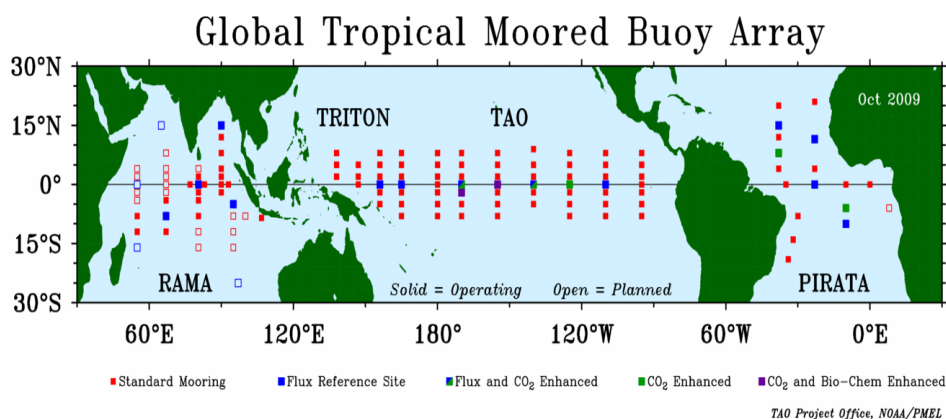 Global Tropical Moored Buoy Array
30°N
15°N
0°
15°S
30°S
TRITON
TAO
Oct 2009
RAMA
Solid = Operating Open = Planned
PIRATA
60°E 120°E 180° 120°W 60°W 0°E
Standard Mooring Flux Reference Site Flux and CO₂ Enhanced CO₂ Enhanced CO₂ and Bio-Chem Enhanced
TAO Project Office, NOAA/PMEL